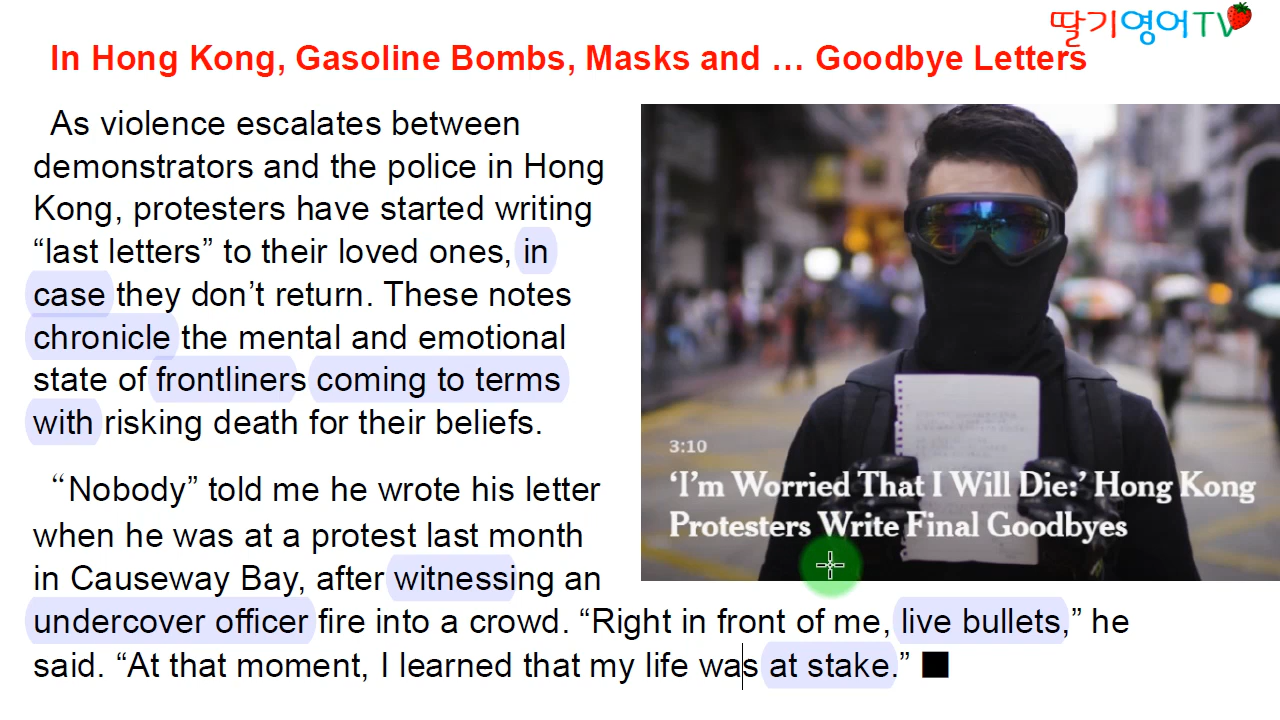 딸기영어TV
In Hong Kong, Gasoline Bombs, Masks and … Goodbye Letters
As violence escalates between
demonstrators and the police in Hong
Kong, protesters have started writing
“last letters” to their loved ones, in
case they don’t return. These notes
chronicle the mental and emotional
state of frontliners coming to terms
with risking death for their beliefs.
“Nobody” told me he wrote his letter
when he was at a protest last month
in Causeway Bay, after witnessing an
undercover officer fire into a crowd. “Right in front of me, live bullets,” he
said. “At that moment, I learned that my life was at stake.” ■
3:10
‘I’m Worried That I Will Die:’ Hong Kong
Protesters Write Final Goodbyes